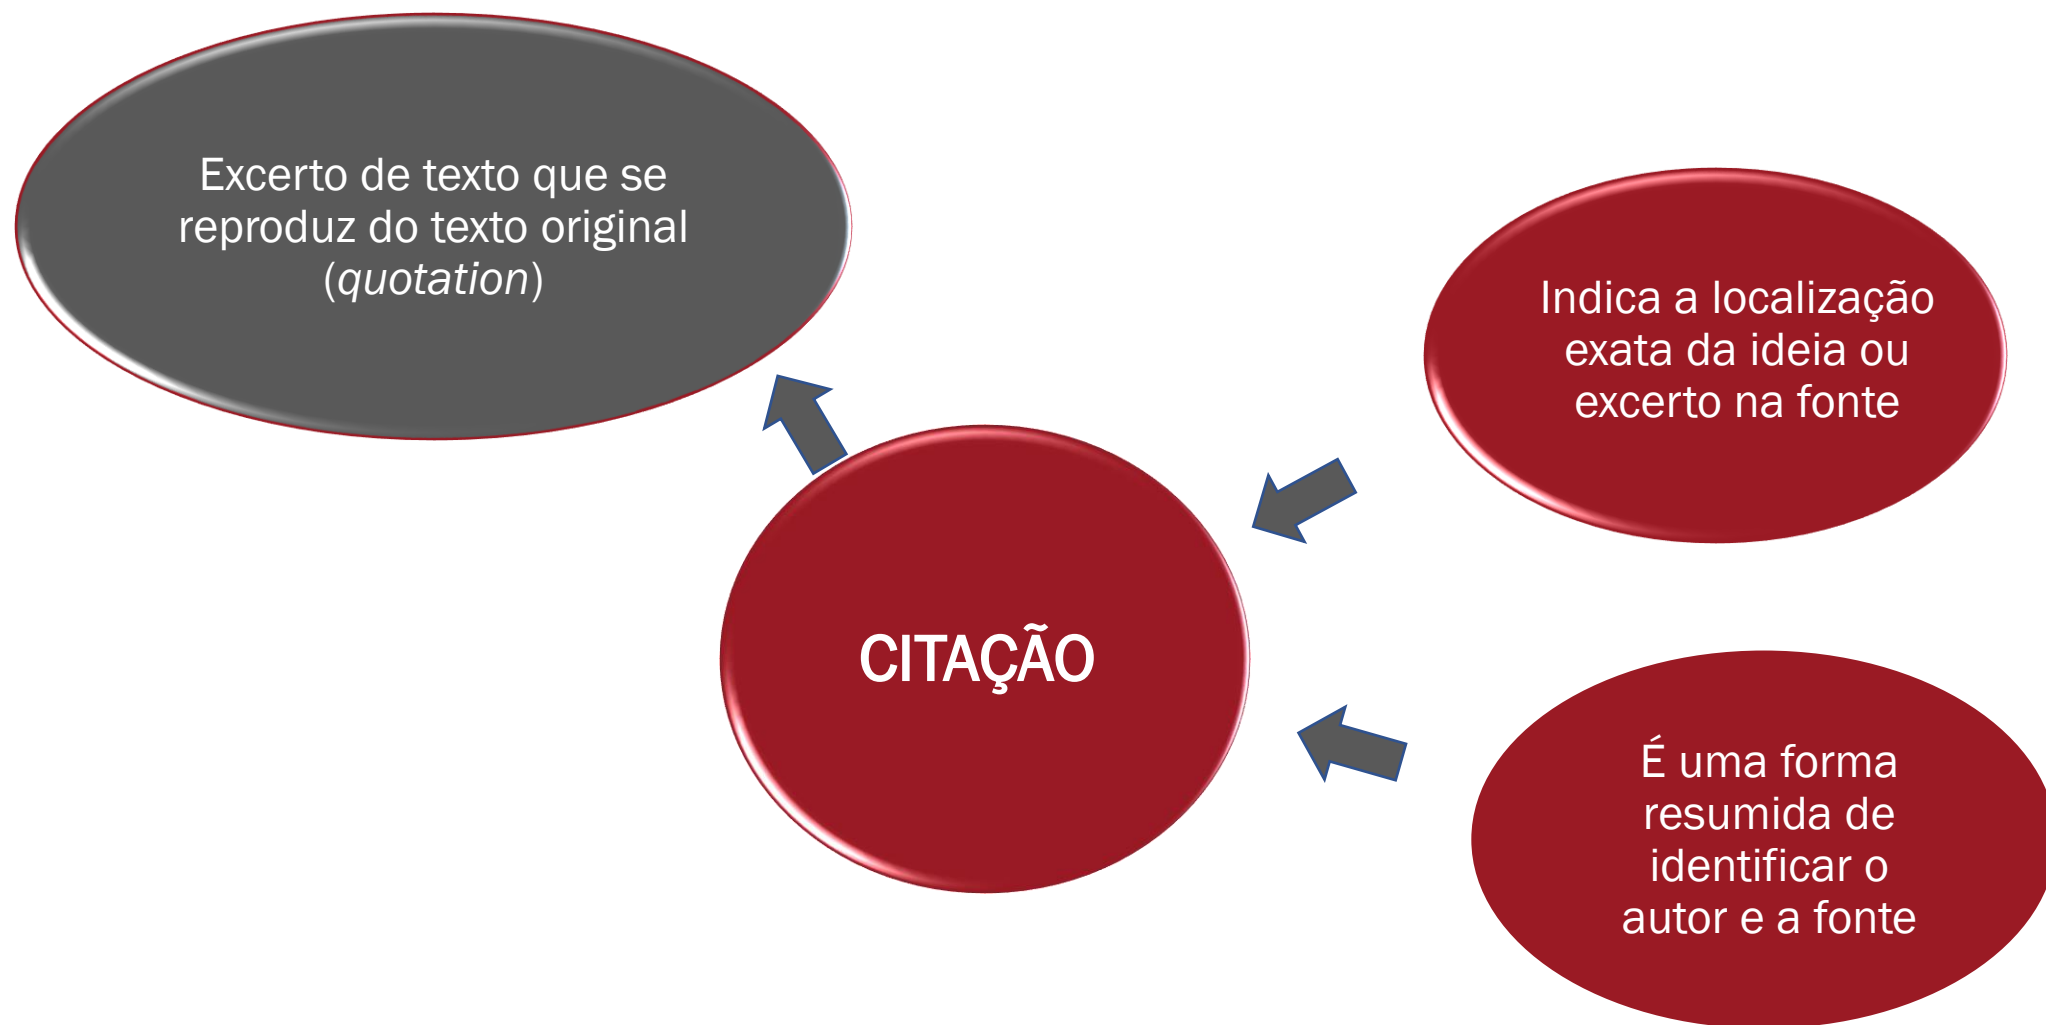 Excerto de texto que se
reproduz do texto original
(quotation)
Indica a localização
exata da ideia ou
excerto na fonte
CITAÇÃO
É uma forma
resumida de
identificar o
autor e a fonte